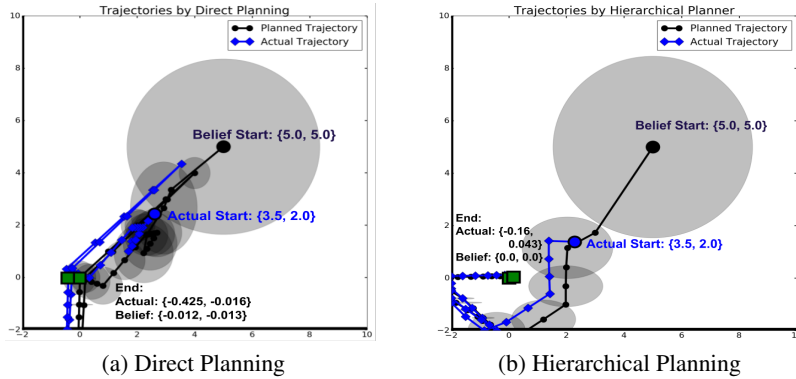 Trajectories by Direct Planning
Planned Trajectory
Actual Trajectory
Belief Start: {5.0, 5.0}
Actual Start: {3.5, 2.0}
End:
Actual: {-0.425, -0.016}
Belief: {-0.012, -0.013}
10
8
6
4
2
0
−2
−2 0 2 4 6 8 10
(a) Direct Planning
Trajectories by Hierarchical Planner
Planned Trajectory
Actual Trajectory
Belief Start: {5.0, 5.0}
End:
Actual: {-0.16,
0.043}
Belief: {0.0, 0.0}
Actual Start: {3.5, 2.0}
10
8
6
4
2
0
−2
−2 0 2 4 6 8 10
(b) Hierarchical Planning